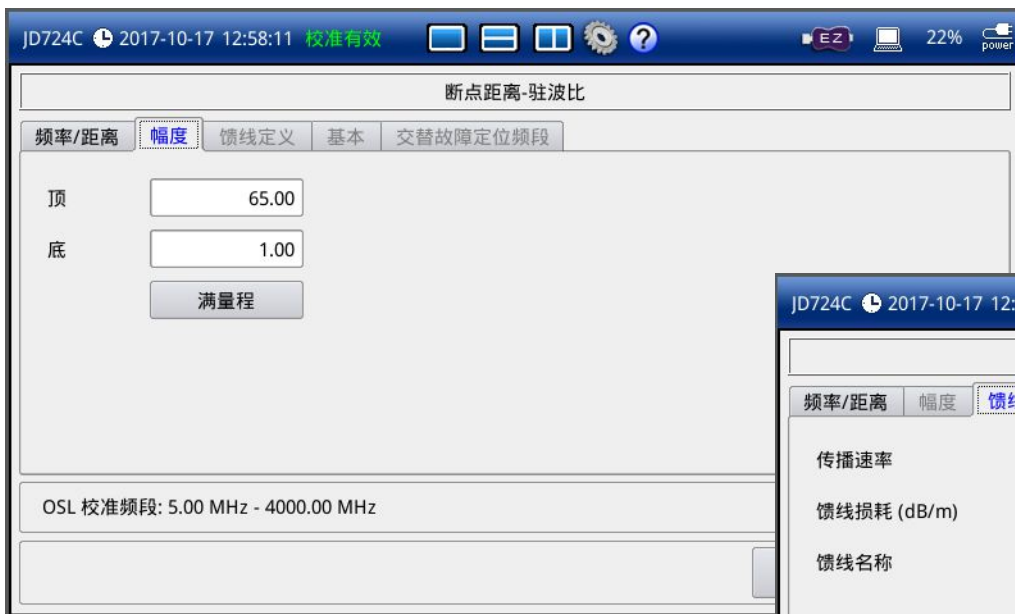 JD724C 2017-10-17 12:58:11 校准有效 EZ 22% power
断点距离-驻波比
频率/距离 幅度 馈线定义 基本 交替故障定位频段
顶 65.00
底 1.00
满量程
OSL 校准频段: 5.00 MHz - 4000.00 MHz
JD724C 2017-10-17 12:
频率/距离 幅度 馈线
传播速率
馈线损耗 (dB/m)
馈线名称